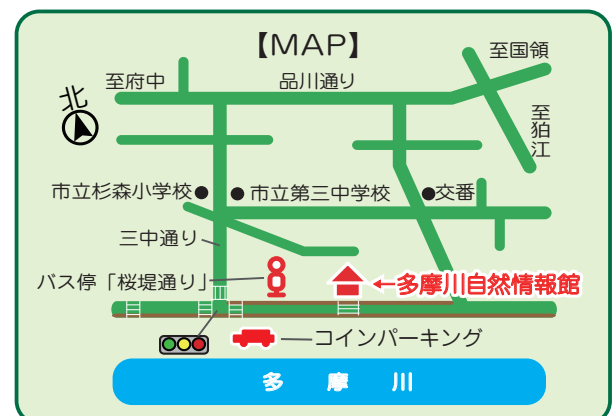 【MAP】
至国領
至府中
品川通り
北
至狛江
市立杉森小学校
市立第三中学校
交番
三中通り
バス停「桜堤通り」
←多摩川自然情報館
コインパーキング
多摩川